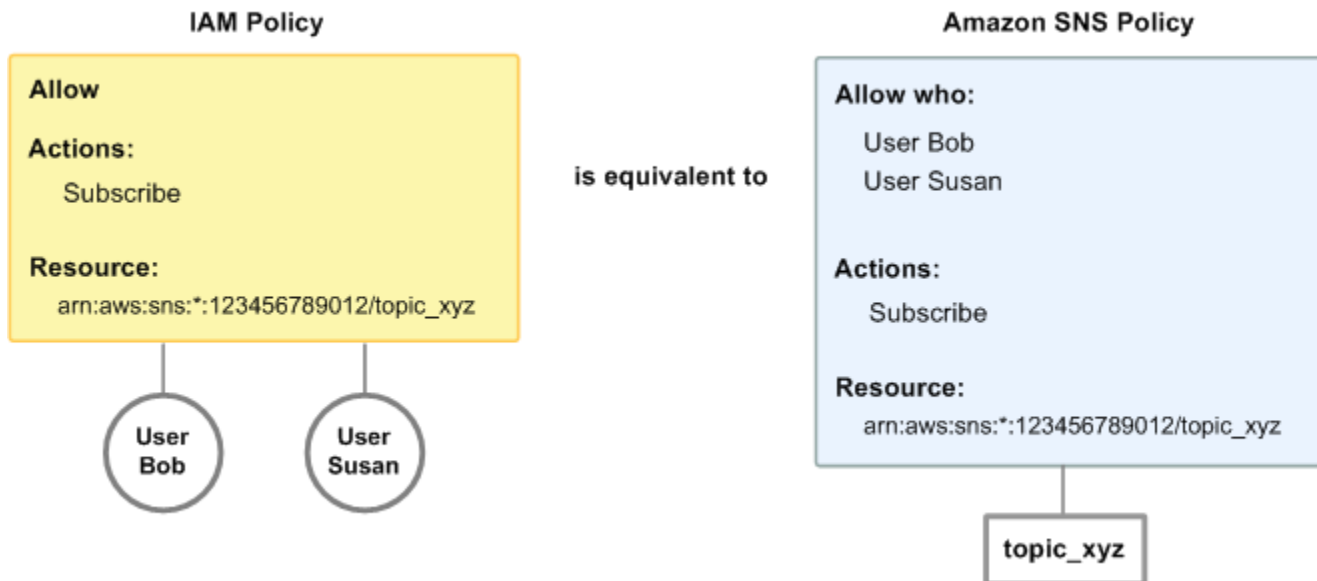 IAM Policy
Allow
Actions:
Subscribe
Resource:
arn:aws:sns:*:123456789012/topic_xyz
User
Bob
User
Susan
is equivalent to
Amazon SNS Policy
Allow who:
User Bob
User Susan
Actions:
Subscribe
Resource:
arn:aws:sns:*:123456789012/topic_xyz
topic_xyz